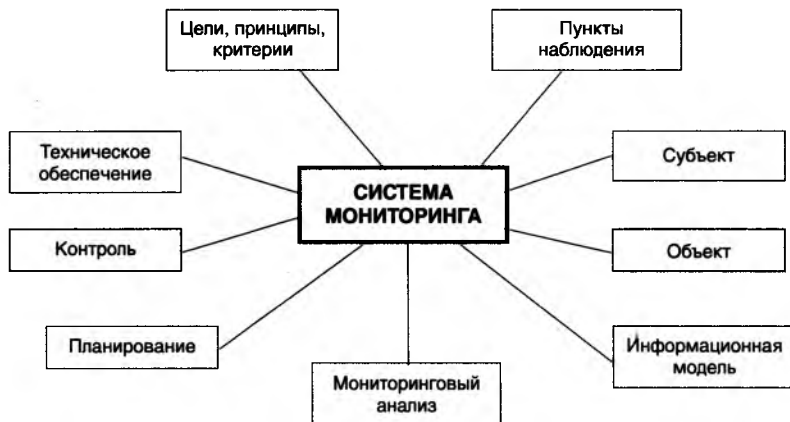 Цели, принципы,
критерии
Пункты
наблюдения
Техническое
обеспечение
СИСТЕМА
МОНИТОРИНГА
Субъект
Контроль
Объект
Планирование
Мониторинговый
анализ
Информационная
модель